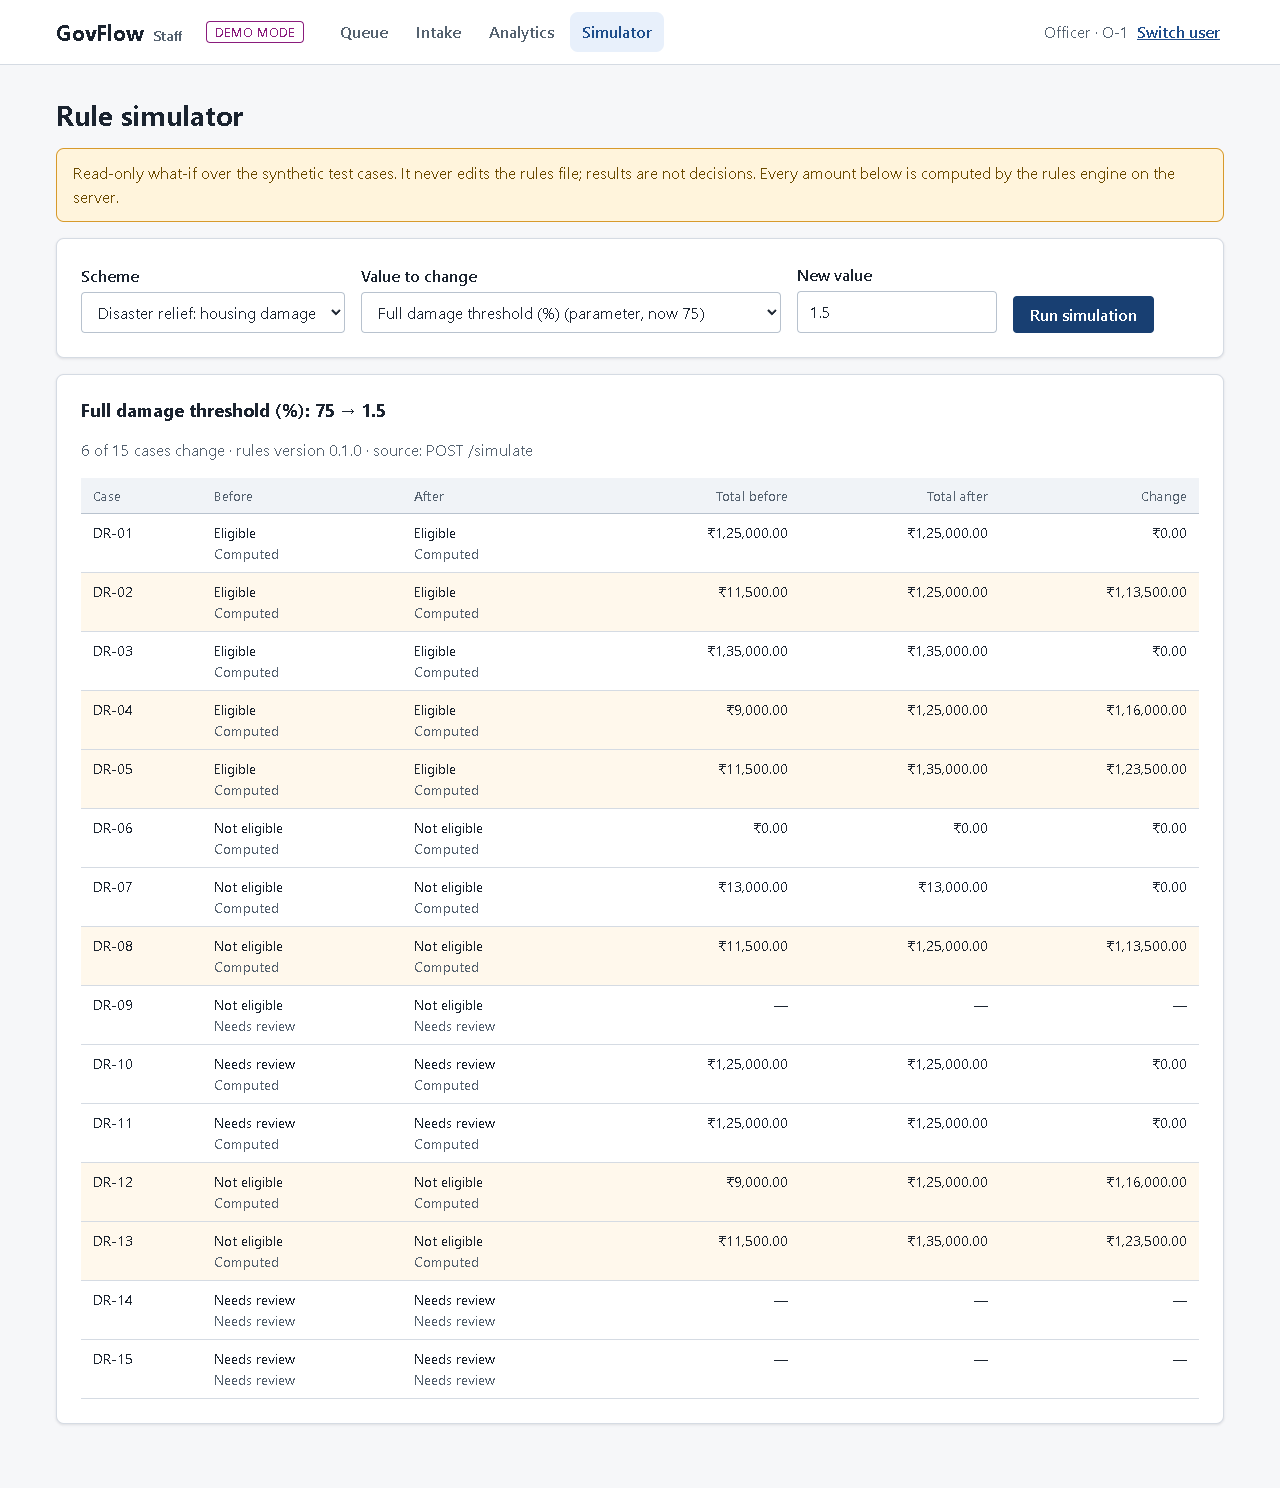 GovFlow Staff DEMO MODE Queue Intake Analytics Simulator Officer · O-1 Switch user
Rule simulator
Read-only what-if over the synthetic test cases. It never edits the rules file; results are not decisions. Every amount below is computed by the rules engine on the
server.
Scheme Value to change New value
Disaster relief: housing damage Full damage threshold (%) (parameter, now 75) 1.5 Run simulation
Full damage threshold (%): 75 → 1.5
6 of 15 cases change · rules version 0.1.0 · source: POST /simulate
Case Before After Total before Total after Change
DR-01 Eligible Eligible ₹1,25,000.00 ₹1,25,000.00 ₹0.00
Computed Computed
DR-02 Eligible Eligible ₹11,500.00 ₹1,25,000.00 ₹1,13,500.00
Computed Computed
DR-03 Eligible Eligible ₹1,35,000.00 ₹1,35,000.00 ₹0.00
Computed Computed
DR-04 Eligible Eligible ₹9,000.00 ₹1,25,000.00 ₹1,16,000.00
Computed Computed
DR-05 Eligible Eligible ₹11,500.00 ₹1,35,000.00 ₹1,23,500.00
Computed Computed
DR-06 Not eligible Not eligible ₹0.00 ₹0.00 ₹0.00
Computed Computed
DR-07 Not eligible Not eligible ₹13,000.00 ₹13,000.00 ₹0.00
Computed Computed
DR-08 Not eligible Not eligible ₹11,500.00 ₹1,25,000.00 ₹1,13,500.00
Computed Computed
DR-09 Not eligible Not eligible — — —
Needs review Needs review
DR-10 Needs review Needs review ₹1,25,000.00 ₹1,25,000.00 ₹0.00
Computed Computed
DR-11 Needs review Needs review ₹1,25,000.00 ₹1,25,000.00 ₹0.00
Computed Computed
DR-12 Not eligible Not eligible ₹9,000.00 ₹1,25,000.00 ₹1,16,000.00
Computed Computed
DR-13 Not eligible Not eligible ₹11,500.00 ₹1,35,000.00 ₹1,23,500.00
Computed Computed
DR-14 Needs review Needs review — — —
Needs review Needs review
DR-15 Needs review Needs review — — —
Needs review Needs review